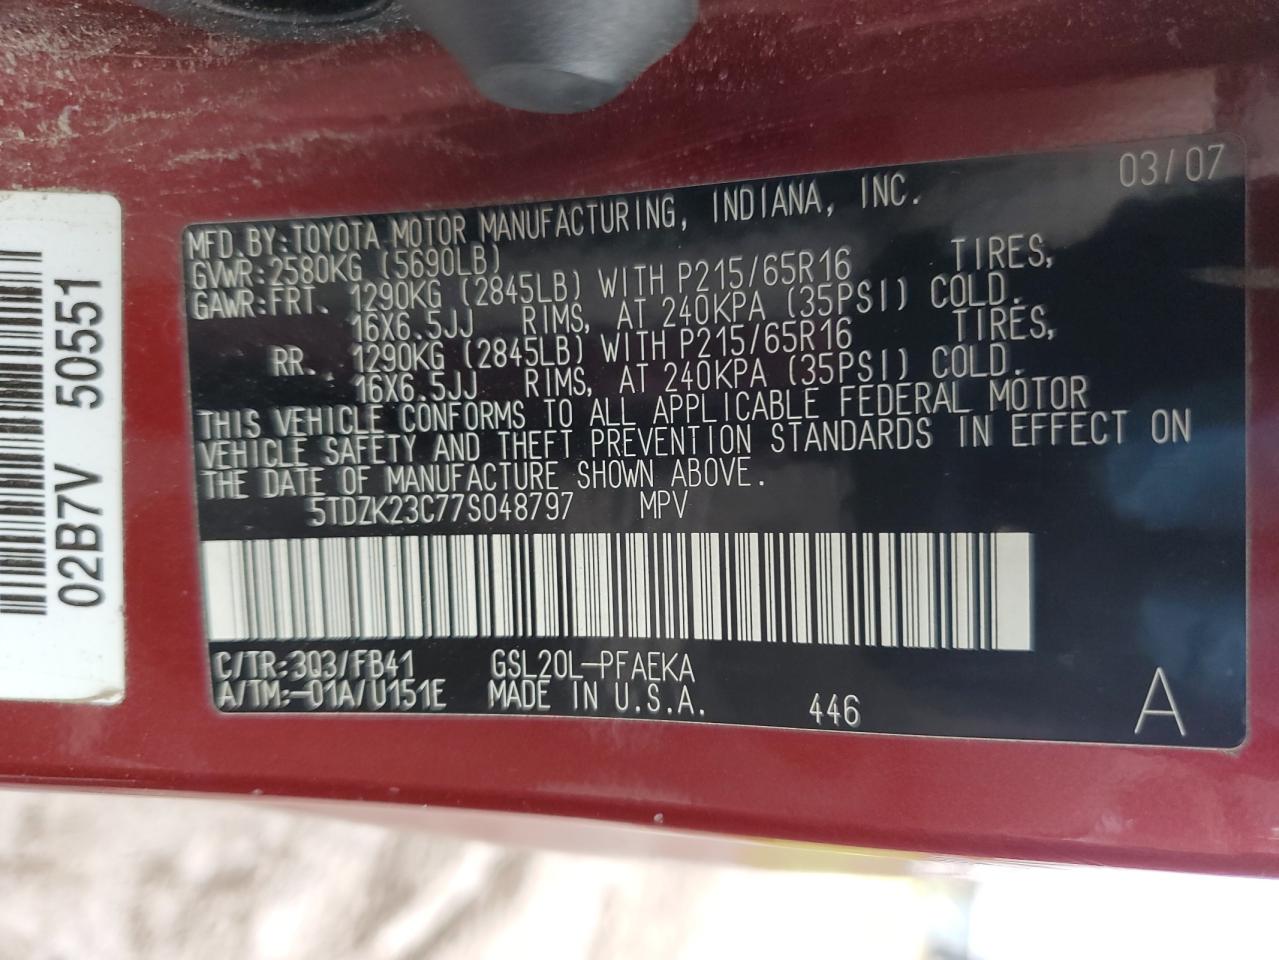 03/07
MFD.BY:TOYOTA MOTOR MANUFACTURING, INDIANA, INC.
GVWR:2580KG (5690LB)
GAWR:FRT. 1290KG (2845LB) WITH P215/65R16 TIRES,
16X6.5JJ RIMS, AT 240KPA (35PSI) COLD.
RR. 1290KG (2845LB) WITH P215/65R16 TIRES,
16X6.5JJ RIMS, AT 240KPA (35PSI) COLD.
THIS VEHICLE CONFORMS TO ALL APPLICABLE FEDERAL MOTOR
VEHICLE SAFETY AND THEFT PREVENTION STANDARDS IN EFFECT ON
THE DATE OF MANUFACTURE SHOWN ABOVE.
5TDZK23C77S048797 MPV
C/TR:3Q3/FB41 GSL20L-PFAEKA
A/TM:-01A/U151E MADE IN U.S.A. 446 A
02B7V 50551